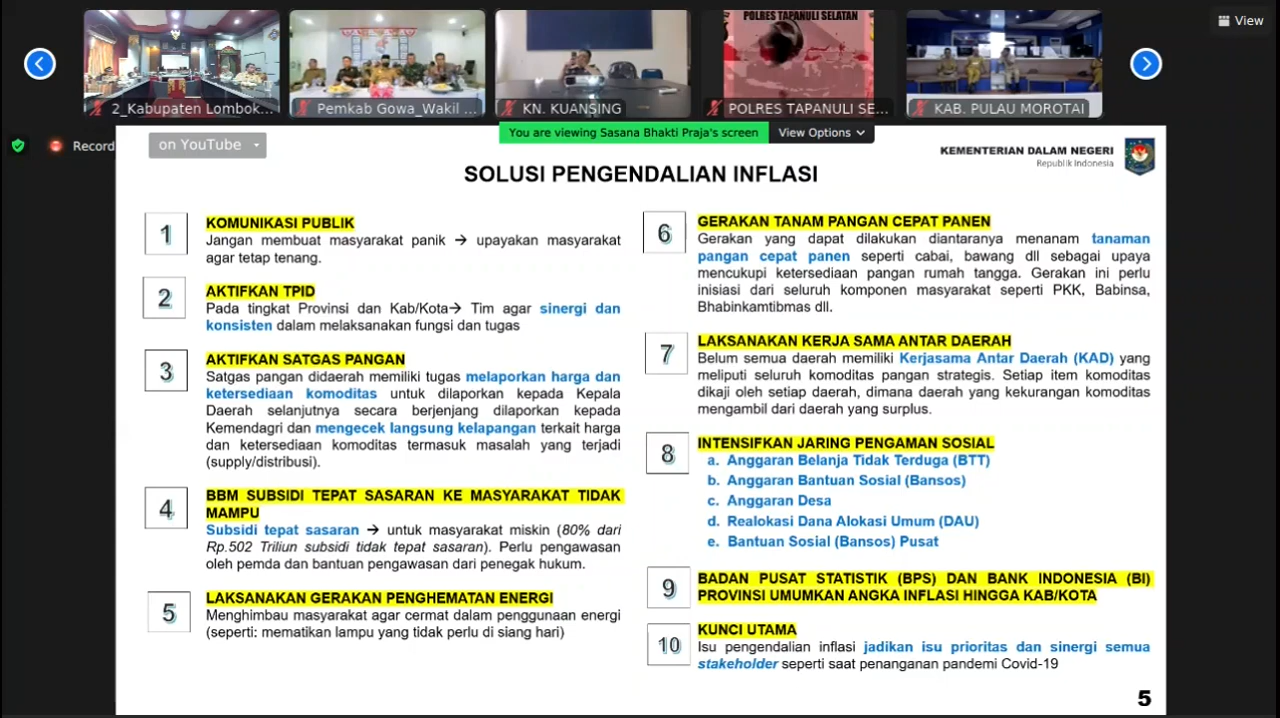 POLRES TAPANULI SELATAN
View
2_Kabupaten Lombok...
Pemkab Gowa_Wakil ...
KN. KUANSING
POLRES TAPANULI SE...
KAB. PULAU MOROTAI
You are viewing Sasana Bhakti Praja's screen
View Options
Record
on YouTube
KEMENTERIAN DALAM NEGERI
Republik Indonesia
SOLUSI PENGENDALIAN INFLASI
1
KOMUNIKASI PUBLIK
Jangan membuat masyarakat panik → upayakan masyarakat
agar tetap tenang.
2
AKTIFKAN TPID
Pada tingkat Provinsi dan Kab/Kota→ Tim agar sinergi dan
konsisten dalam melaksanakan fungsi dan tugas
3
AKTIFKAN SATGAS PANGAN
Satgas pangan didaerah memiliki tugas melaporkan harga dan
ketersediaan komoditas untuk dilaporkan kepada Kepala
Daerah selanjutnya secara berjenjang dilaporkan kepada
Kemendagri dan mengecek langsung kelapangan terkait harga
dan ketersediaan komoditas termasuk masalah yang terjadi
(supply/distribusi).
4
BBM SUBSIDI TEPAT SASARAN KE MASYARAKAT TIDAK
MAMPU
Subsidi tepat sasaran → untuk masyarakat miskin (80% dari
Rp.502 Triliun subsidi tidak tepat sasaran). Perlu pengawasan
oleh pemda dan bantuan pengawasan dari penegak hukum.
5
LAKSANAKAN GERAKAN PENGHEMATAN ENERGI
Menghimbau masyarakat agar cermat dalam penggunaan energi
(seperti: mematikan lampu yang tidak perlu di siang hari)
6
GERAKAN TANAM PANGAN CEPAT PANEN
Gerakan yang dapat dilakukan diantaranya menanam tanaman
pangan cepat panen seperti cabai, bawang dll sebagai upaya
mencukupi ketersediaan pangan rumah tangga. Gerakan ini perlu
inisiasi dari seluruh komponen masyarakat seperti PKK, Babinsa,
Bhabinkamtibmas dll.
7
LAKSANAKAN KERJA SAMA ANTAR DAERAH
Belum semua daerah memiliki Kerjasama Antar Daerah (KAD) yang
meliputi seluruh komoditas pangan strategis. Setiap item komoditas
dikaji oleh setiap daerah, dimana daerah yang kekurangan komoditas
mengambil dari daerah yang surplus.
8
INTENSIFKAN JARING PENGAMAN SOSIAL
a. Anggaran Belanja Tidak Terduga (BTT)
b. Anggaran Bantuan Sosial (Bansos)
c. Anggaran Desa
d. Realokasi Dana Alokasi Umum (DAU)
e. Bantuan Sosial (Bansos) Pusat
9
BADAN PUSAT STATISTIK (BPS) DAN BANK INDONESIA (BI)
PROVINSI UMUMKAN ANGKA INFLASI HINGGA KAB/KOTA
10
KUNCI UTAMA
Isu pengendalian inflasi jadikan isu prioritas dan sinergi semua
stakeholder seperti saat penanganan pandemi Covid-19
5